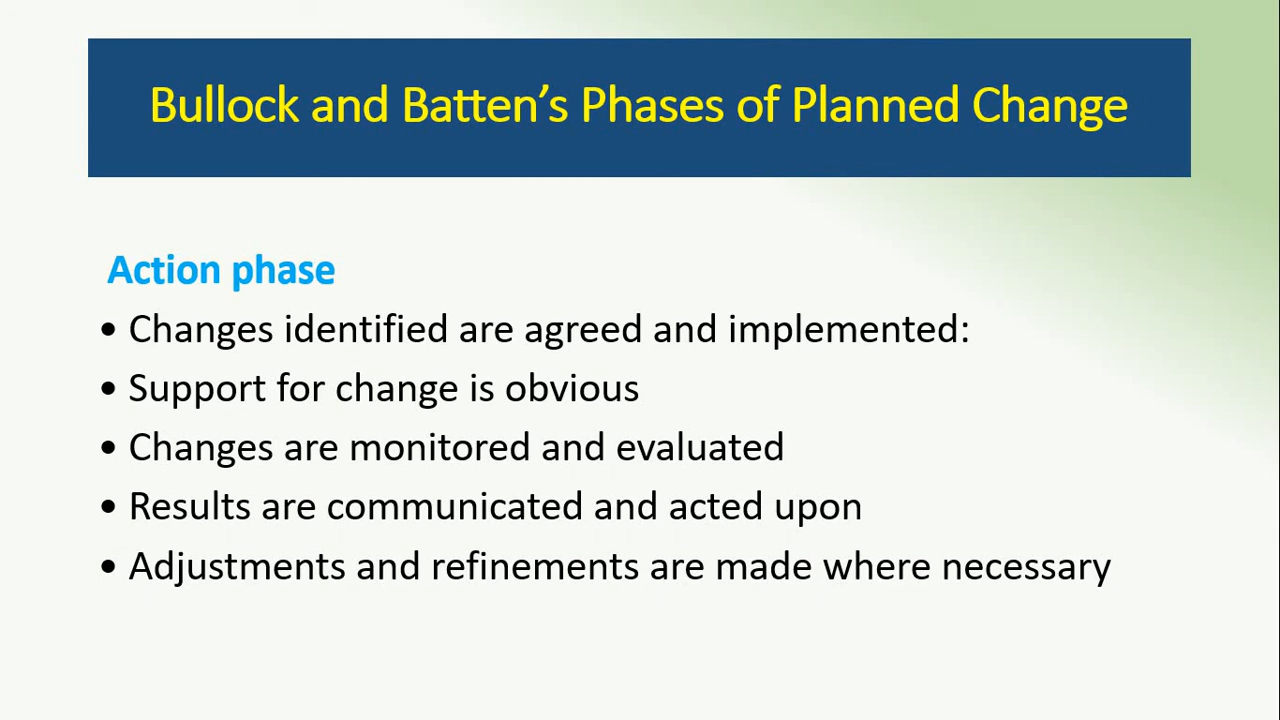 Bullock and Batten’s Phases of Planned Change
Action phase
• Changes identified are agreed and implemented:
• Support for change is obvious
• Changes are monitored and evaluated
• Results are communicated and acted upon
• Adjustments and refinements are made where necessary